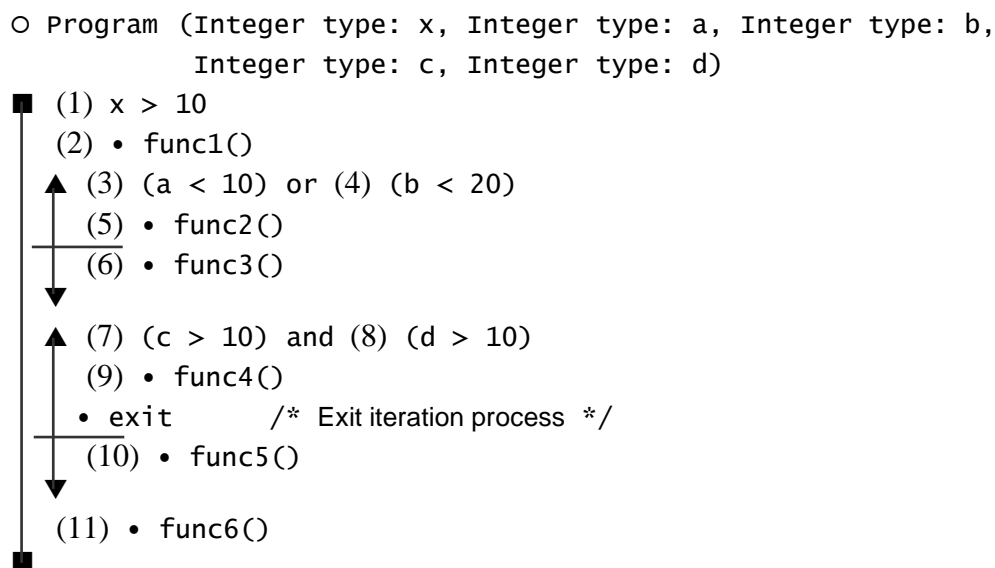 ○ Program (Integer type: x, Integer type: a, Integer type: b,
Integer type: c, Integer type: d)
■ (1) x > 10
(2) • func1()
▲ (3) (a < 10) or (4) (b < 20)
(5) • func2()
(6) • func3()
▼
▲ (7) (c > 10) and (8) (d > 10)
(9) • func4()
• exit /* Exit iteration process */
(10) • func5()
▼
(11) • func6()
■